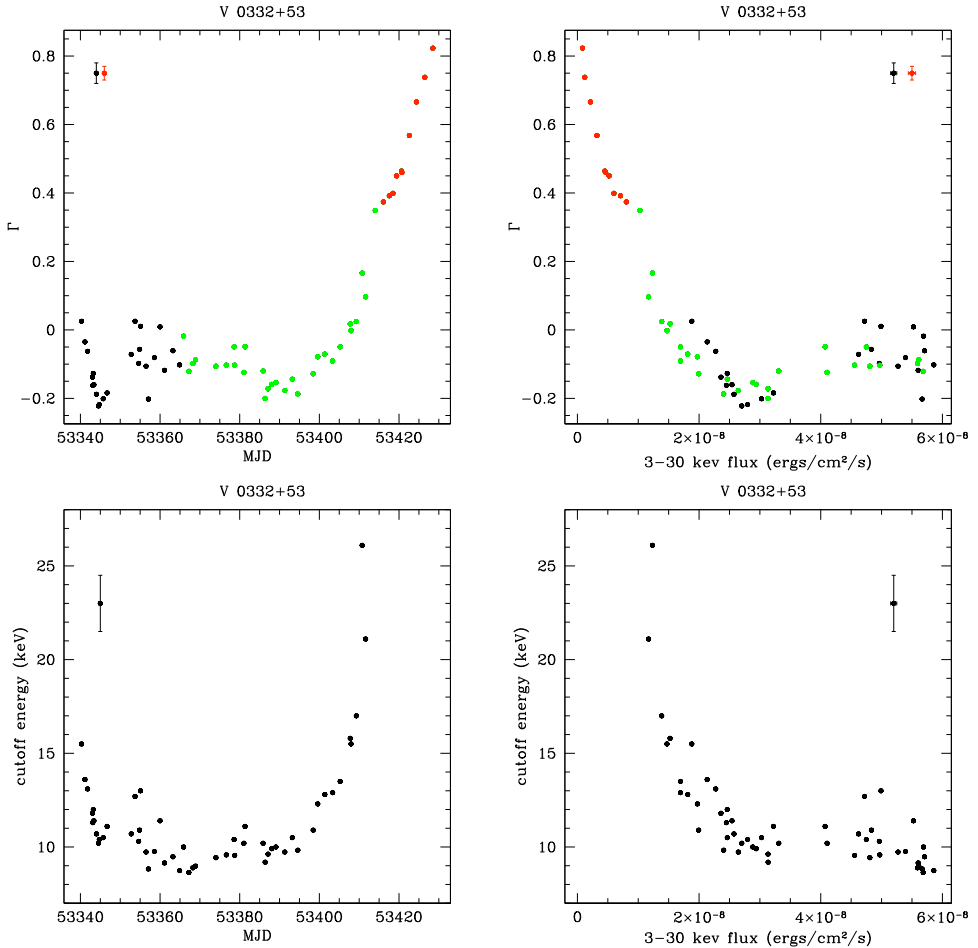 V 0332+53
V 0332+53
0.8
0.8
0.6
0.6
0.4
0.4
Γ
Γ
0.2
0.2
0
0
−0.2
−0.2
53340 53360 53380 53400 53420
0 2×10⁻⁸ 4×10⁻⁸ 6×10⁻⁸
MJD
3−30 kev flux (ergs/cm²/s)
V 0332+53
V 0332+53
25
25
20
20
cutoff energy (keV)
cutoff energy (keV)
15
15
10
10
53340 53360 53380 53400 53420
0 2×10⁻⁸ 4×10⁻⁸ 6×10⁻⁸
MJD
3−30 keV flux (ergs/cm²/s)